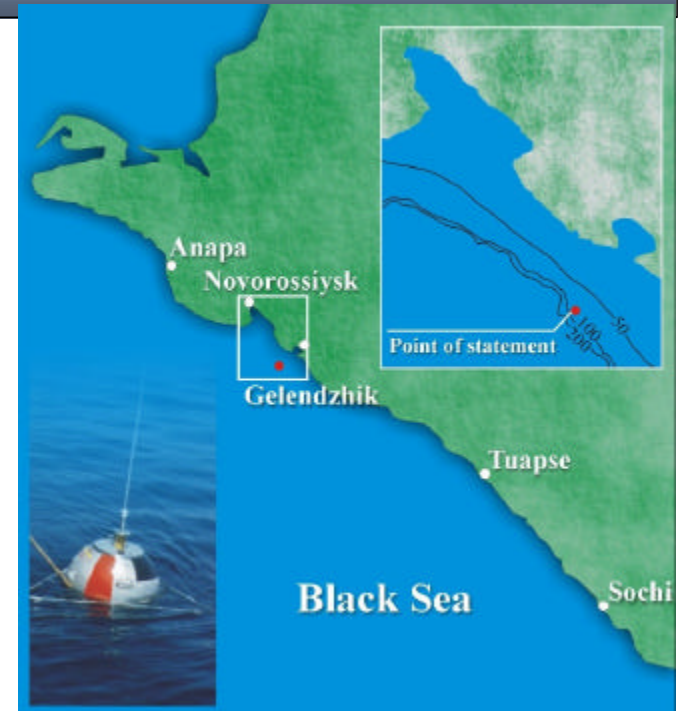 Anapa
Novorossiysk
Gelendzhik
Tuapse
Sochi
Black Sea
50
100
200
Point of statement